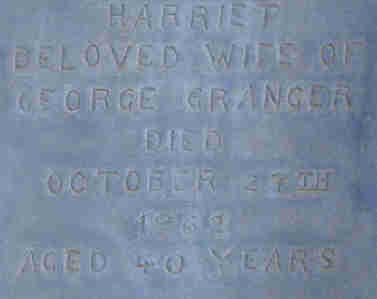 HARRIET
BELOVED WIFE OF
GEORGE GRANGER
DIED
OCTOBER 27TH
AGED 40 YEARS